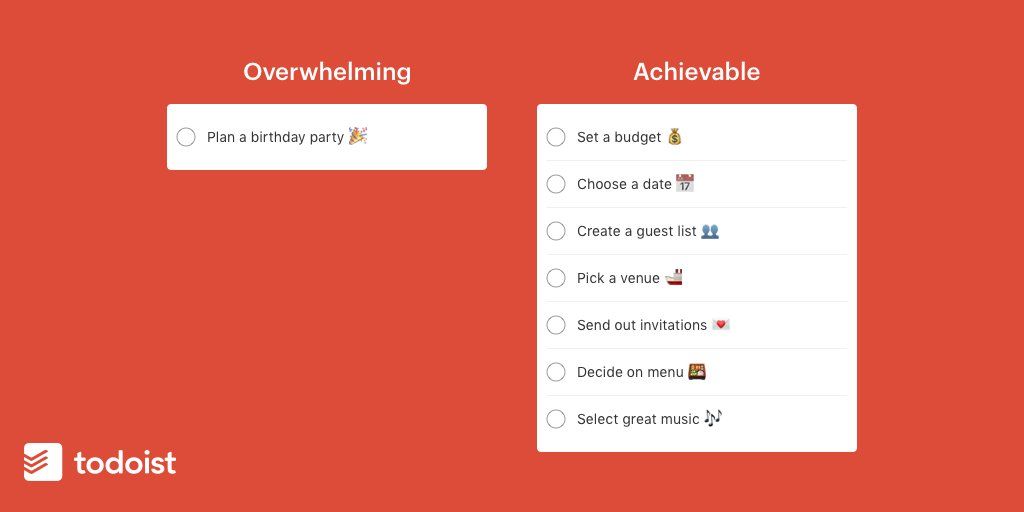 Overwhelming
Plan a birthday party 🎉
Achievable
Set a budget 💰
Choose a date 📅
Create a guest list 👥
Pick a venue 🚢
Send out invitations 💌
Decide on menu 🍱
Select great music 🎶
todoist